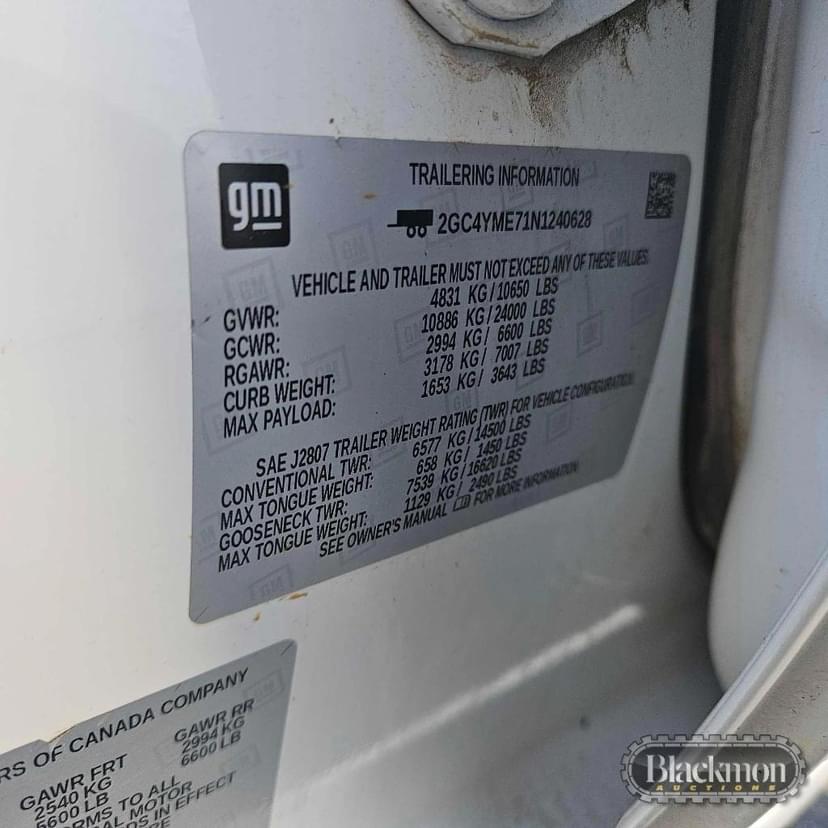 gm
TRAILERING INFORMATION
2GC4YME71N1240628
VEHICLE AND TRAILER MUST NOT EXCEED ANY OF THESE VALUES.
GVWR: 4831 KG/10650 LBS
GCWR: 10886 KG/24000 LBS
RGAWR: 2994 KG/ 6600 LBS
CURB WEIGHT: 3178 KG/ 7007 LBS
MAX PAYLOAD: 1653 KG/ 3643 LBS
SAE J2807 TRAILER WEIGHT RATING (TWR) FOR VEHICLE CONFIGURATION.
CONVENTIONAL TWR: 6577 KG/14500 LBS
MAX TONGUE WEIGHT: 658 KG/ 1450 LBS
GOOSENECK TWR: 7539 KG/16620 LBS
MAX TONGUE WEIGHT: 1129 KG/ 2490 LBS
SEE OWNER'S MANUAL FOR MORE INFORMATION
RS OF CANADA COMPANY
GAWR FRT GAWR RR
2540 KG 2994 KG
5600 LB 6600 LB
ORMS TO ALL
AL MOTOR
DS IN EFFECT
RE
Blackmon
AUCTIONS